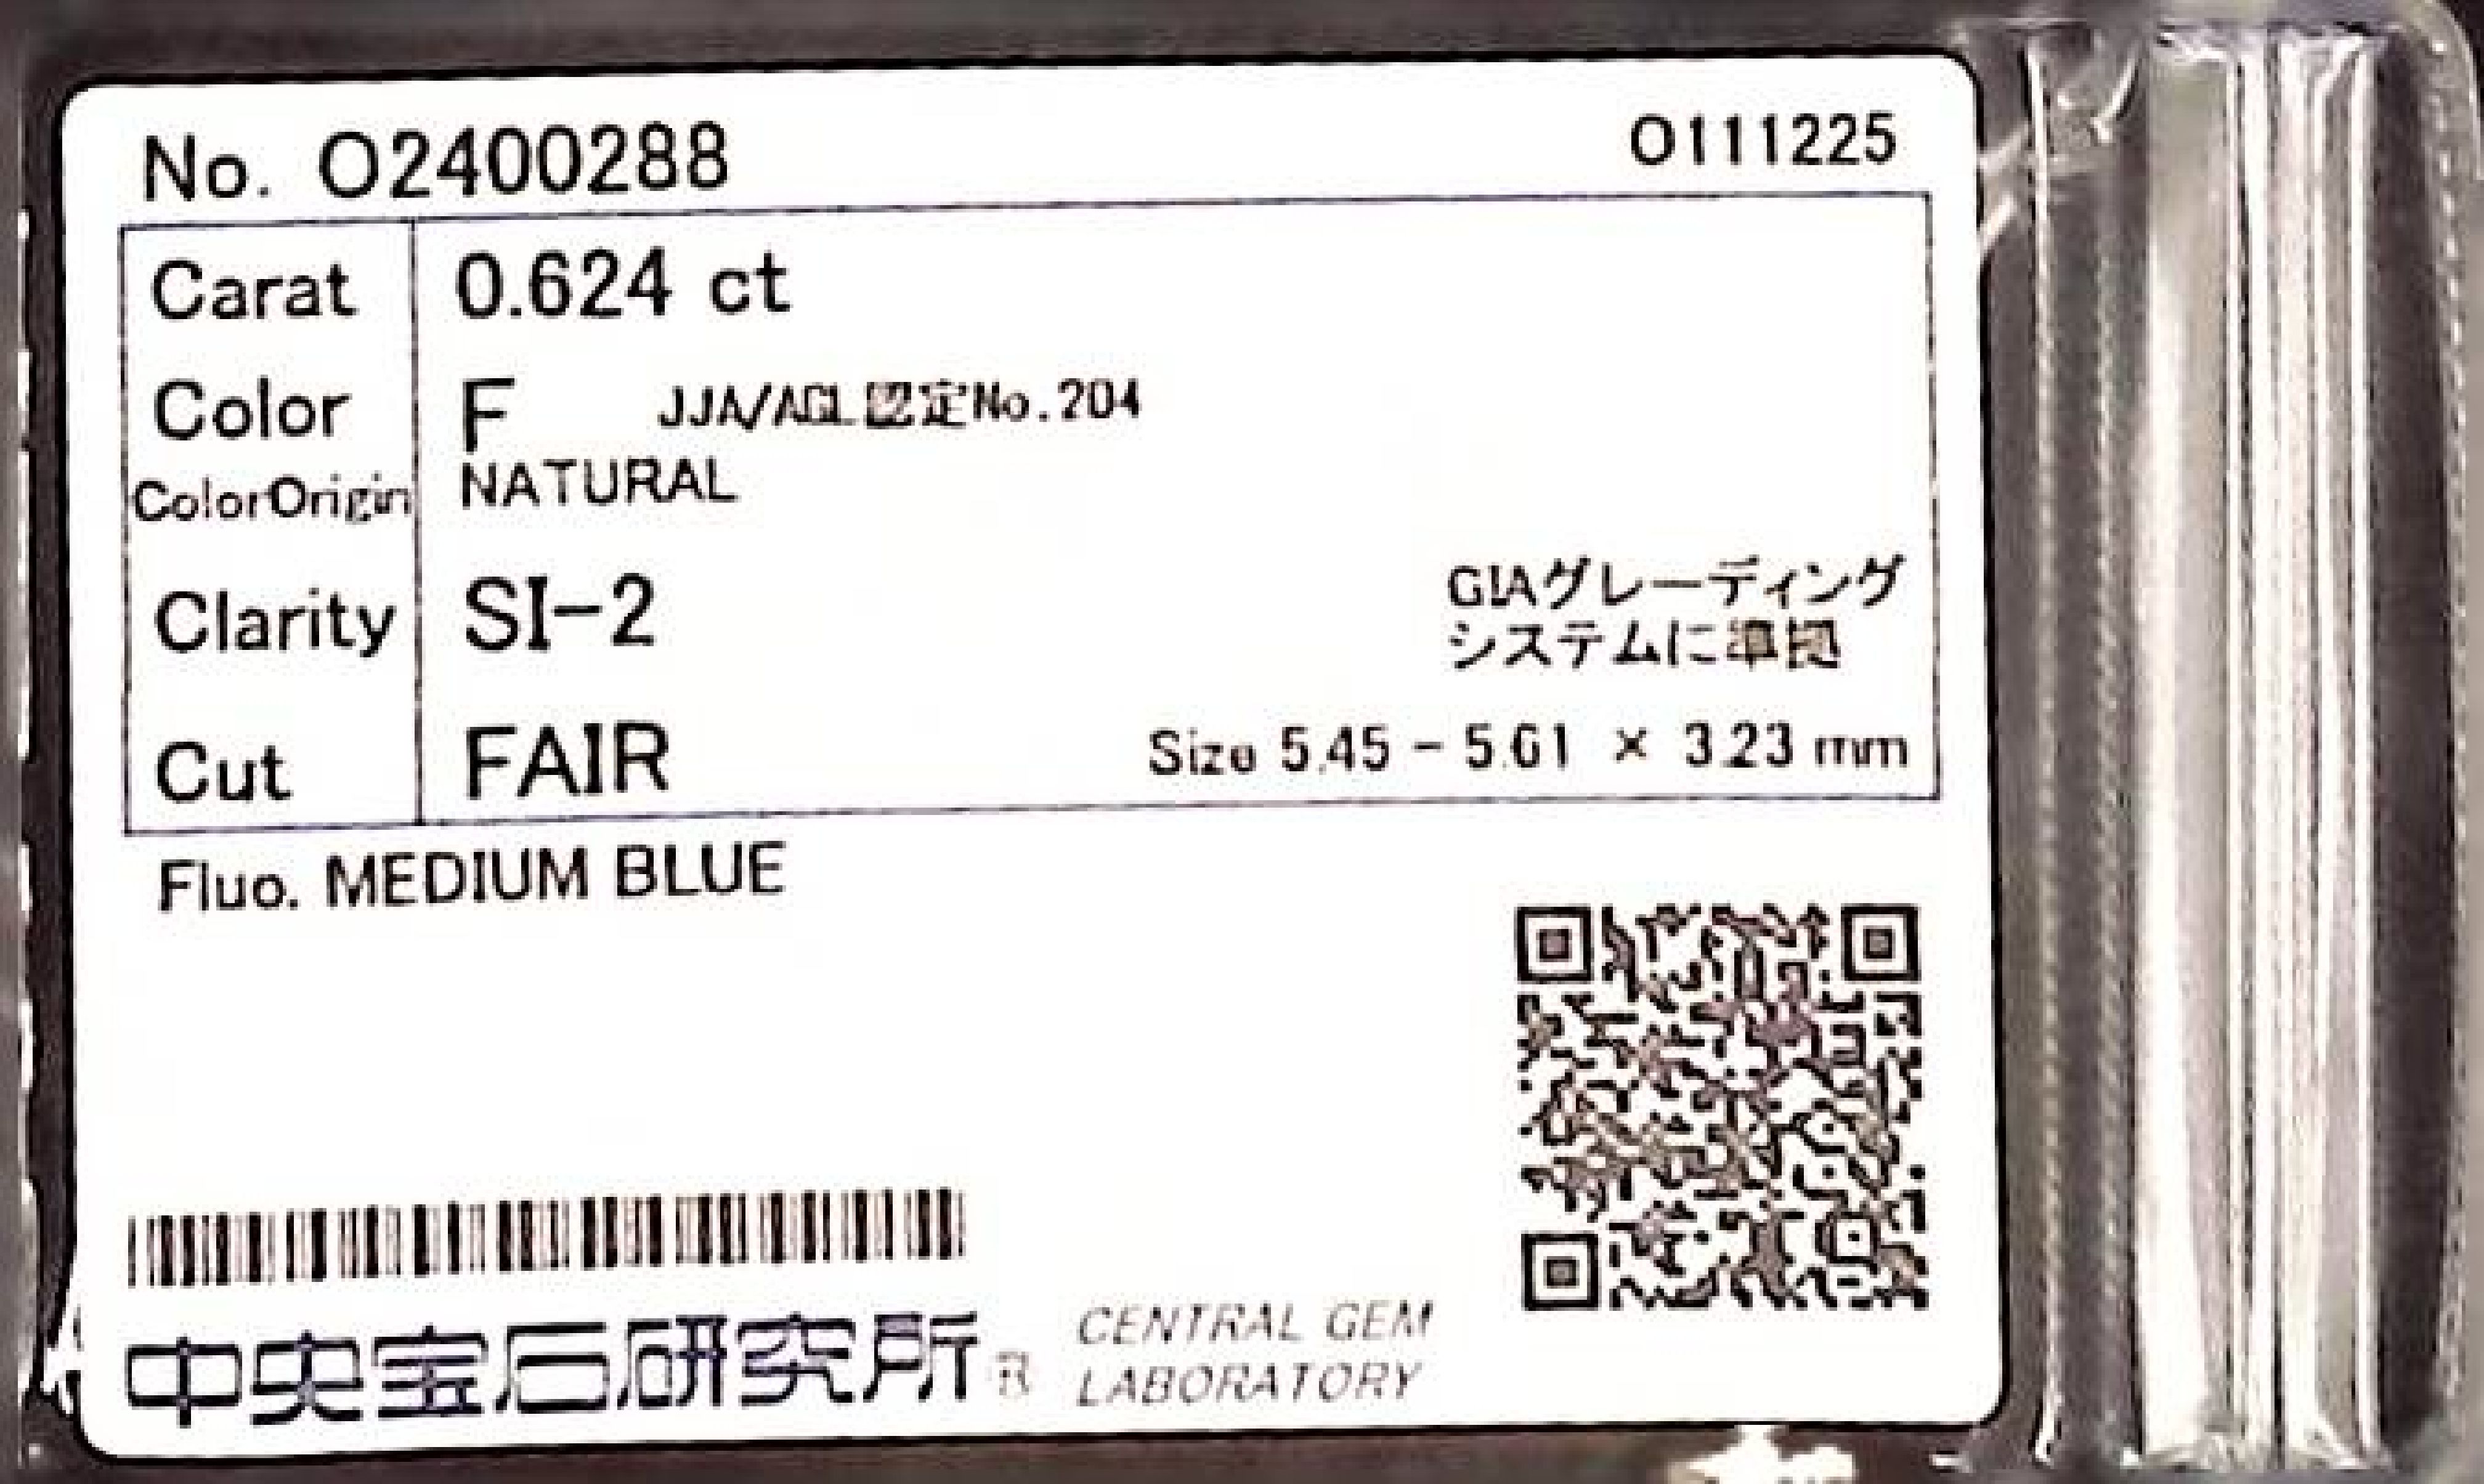 No. O2400288
O111225
Carat 0.624 ct
Color F JJA/AGL認定No.204
ColorOrigin NATURAL
Clarity SI-2
GIAグレーディング
システムに準拠
Cut FAIR
Size 5.45 - 5.61 × 3.23 mm
Fluo. MEDIUM BLUE
中央宝石研究所® CENTRAL GEM
LABORATORY